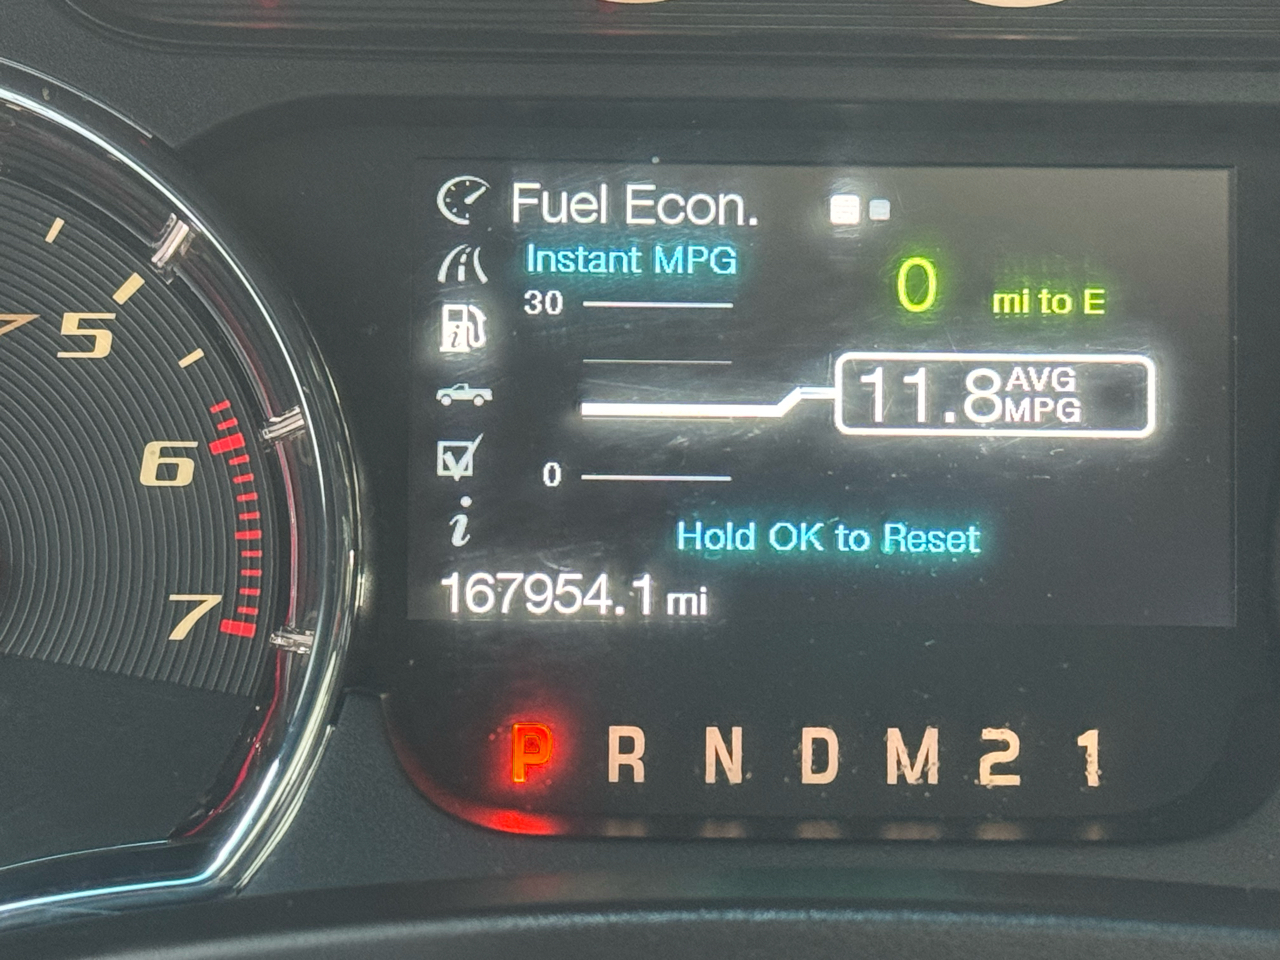 Fuel Econ.
Instant MPG
30
0 mi to E
11.8 AVG MPG
0
Hold OK to Reset
167954.1 mi
5
6
7
P R N D M 2 1